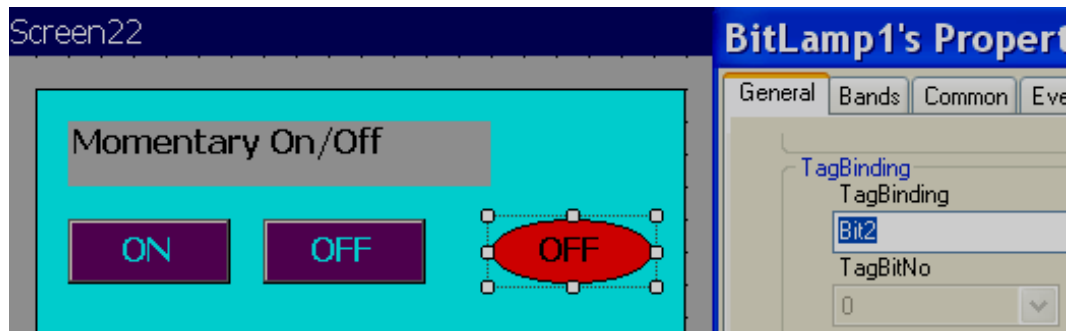 Screen22
Momentary On/Off
ON OFF OFF
BitLamp1's Propert
General Bands Common Eve
TagBinding
TagBinding
Bit2
TagBitNo
0